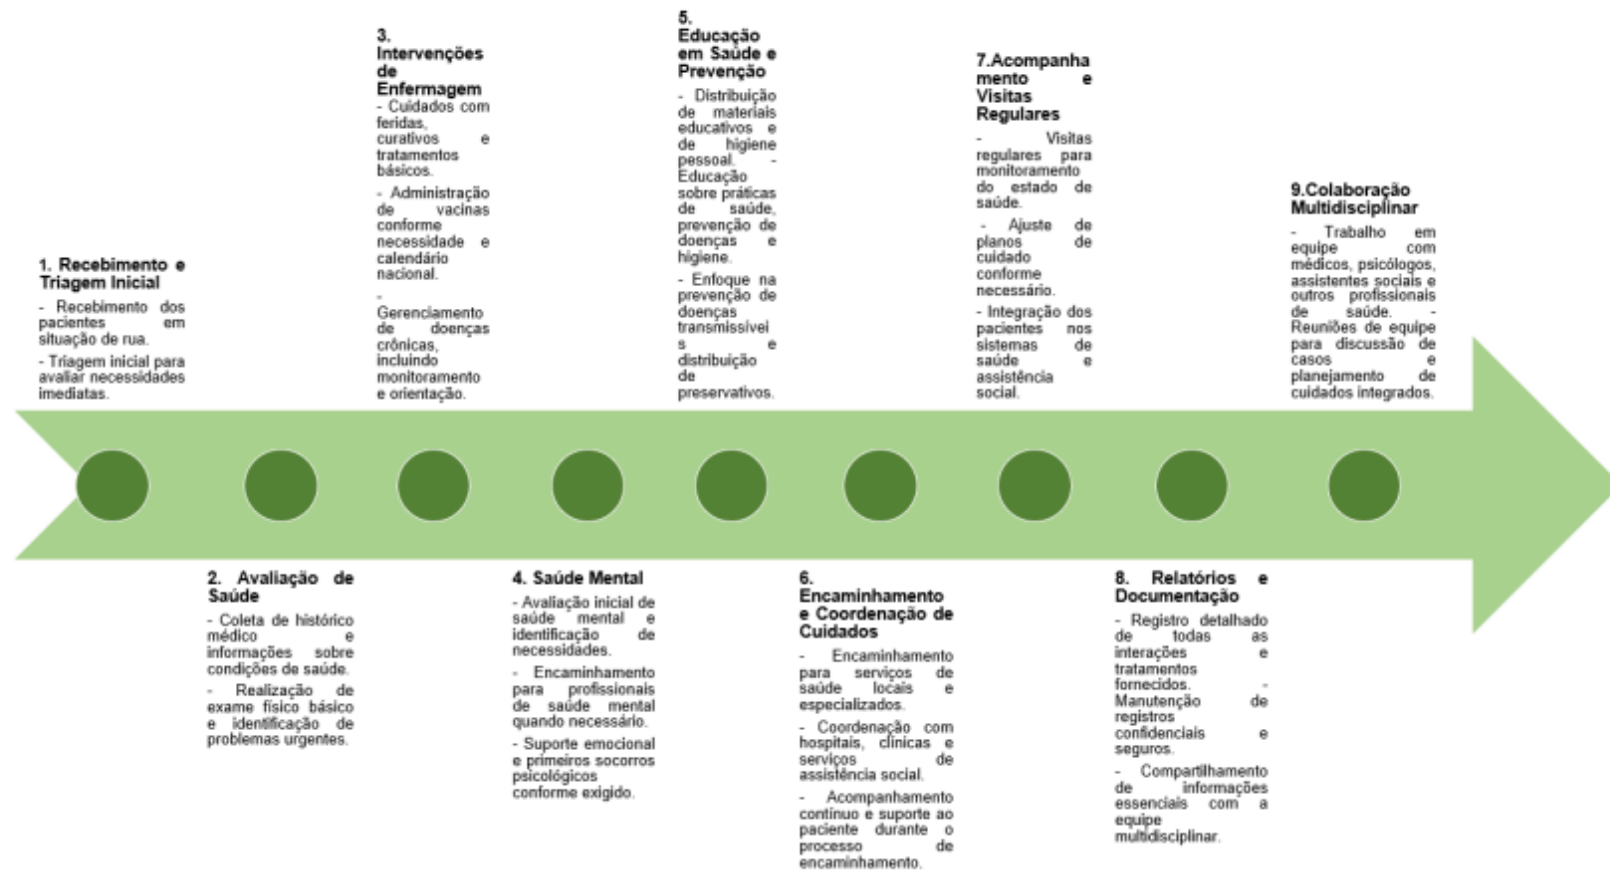 1. Recebimento e
Triagem Inicial
- Recebimento dos
pacientes em
situação de rua.
- Triagem inicial para
avaliar necessidades
imediatas.
2. Avaliação de
Saúde
- Coleta de histórico
médico e
informações sobre
condições de saúde.
- Realização de
exame físico básico
e identificação de
problemas urgentes.
3.
Intervenções
de
Enfermagem
- Cuidados com
feridas,
curativos e
tratamentos
básicos.
- Administração
de vacinas
conforme
necessidade e
calendário
nacional.
-
Gerenciamento
de doenças
crônicas,
incluindo
monitoramento
e orientação.
4. Saúde Mental
- Avaliação inicial de
saúde mental e
identificação de
necessidades.
- Encaminhamento
para profissionais
de saúde mental
quando necessário.
- Suporte emocional
e primeiros socorros
psicológicos
conforme exigido.
5.
Educação
em Saúde e
Prevenção
- Distribuição
de materiais
educativos e
de higiene
pessoal. -
Educação
sobre práticas
de saúde,
prevenção de
doenças e
higiene.
- Enfoque na
prevenção de
doenças
transmissívei
s e
distribuição
de
preservativos.
6.
Encaminhamento
e Coordenação de
Cuidados
- Encaminhamento
para serviços de
saúde locais e
especializados.
- Coordenação com
hospitais, clínicas e
serviços de
assistência social.
- Acompanhamento
contínuo e suporte ao
paciente durante o
processo de
encaminhamento.
7.Acompanha
mento e
Visitas
Regulares
- Visitas
regulares para
monitoramento
do estado de
saúde.
- Ajuste de
planos de
cuidado
conforme
necessário.
- Integração dos
pacientes nos
sistemas de
saúde e
assistência
social.
8. Relatórios e
Documentação
- Registro detalhado
de todas as
interações e
tratamentos
fornecidos. -
Manutenção de
registros
confidenciais e
seguros.
- Compartilhamento
de informações
essenciais com a
equipe
multidisciplinar.
9.Colaboração
Multidisciplinar
- Trabalho em
equipe com
médicos, psicólogos,
assistentes sociais e
outros profissionais
de saúde. -
Reuniões de equipe
para discussão de
casos e
planejamento de
cuidados integrados.